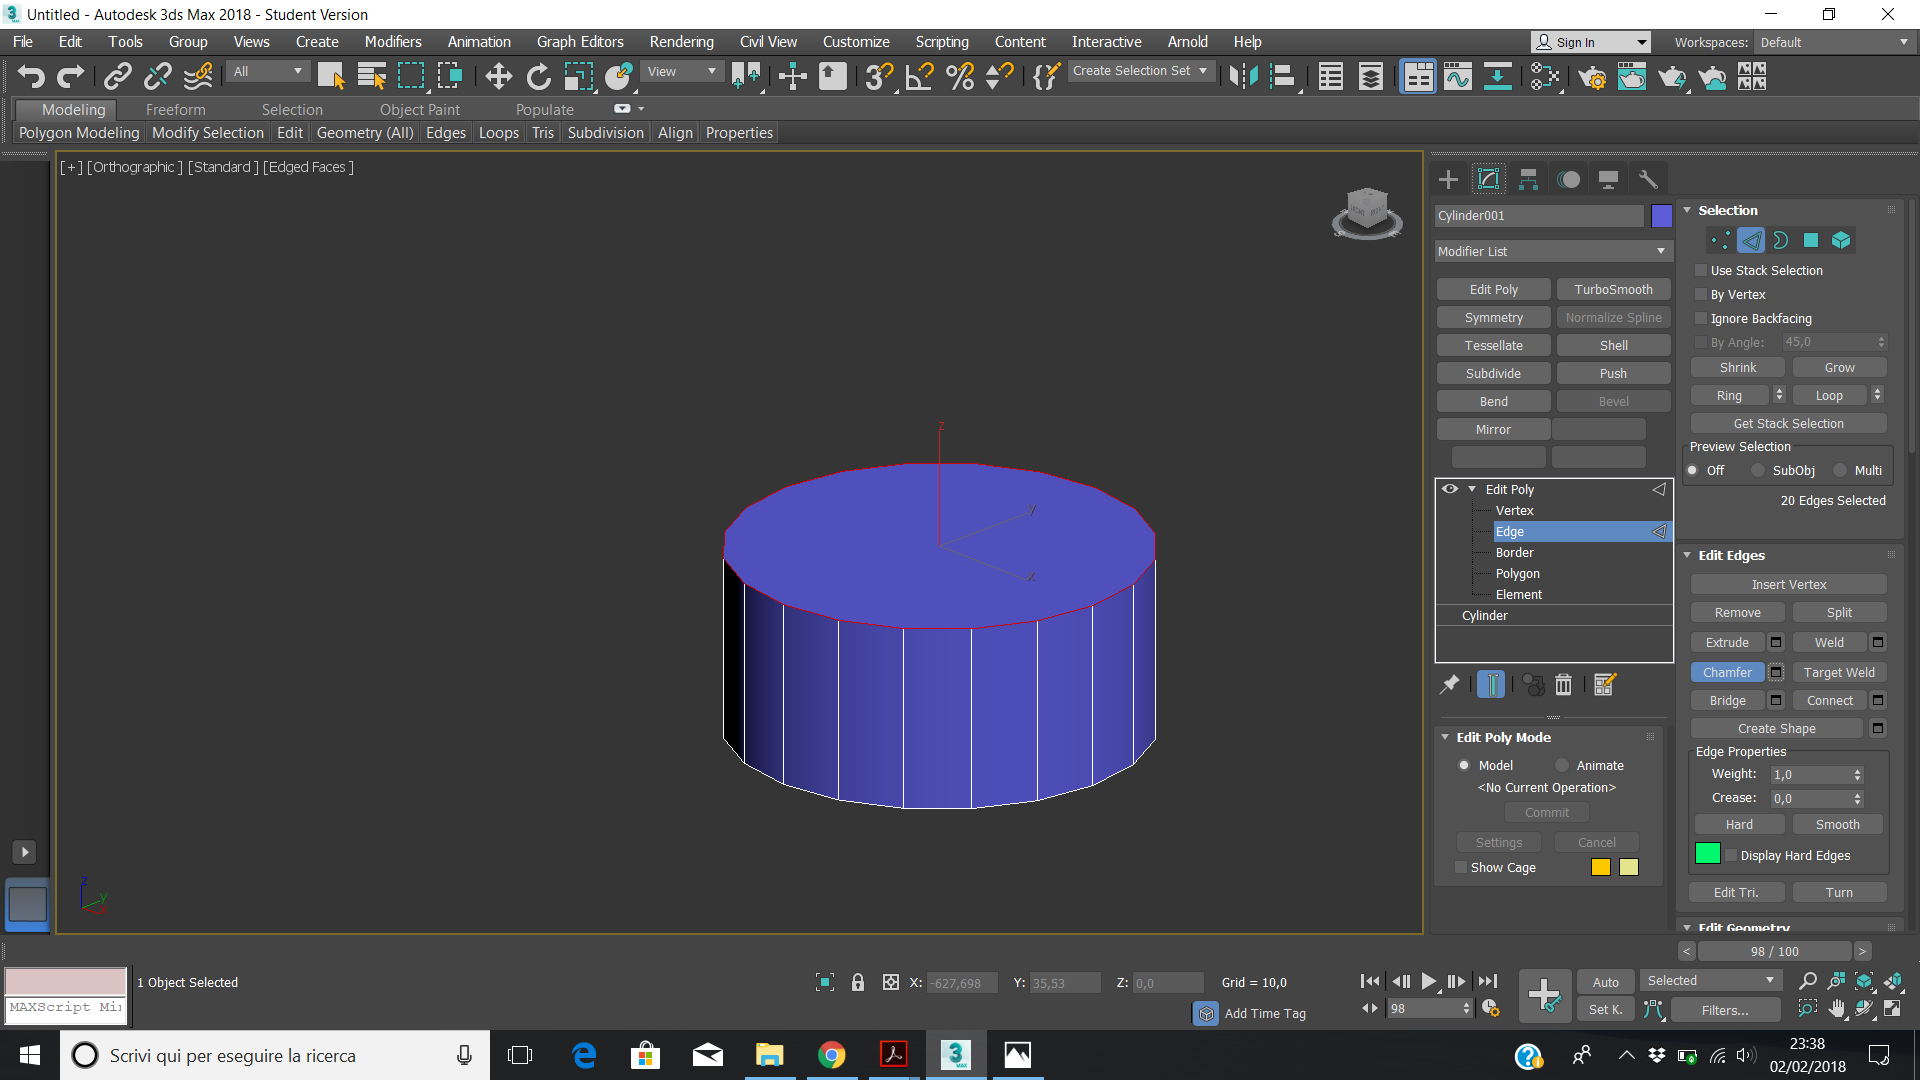 Untitled - Autodesk 3ds Max 2018 - Student Version
File Edit Tools Group Views Create Modifiers Animation Graph Editors Rendering Civil View Customize Scripting Content Interactive Arnold Help Sign In Workspaces: Default
All View Create Selection Set
Modeling Freeform Selection Object Paint Populate
Polygon Modeling Modify Selection Edit Geometry (All) Edges Loops Tris Subdivision Align Properties
[+] [Orthographic] [Standard] [Edged Faces]
z
y
x
z
y
x
Cylinder001
Modifier List
Edit Poly TurboSmooth
Symmetry Normalize Spline
Tessellate Shell
Subdivide Push
Bend Bevel
Mirror
Edit Poly
Vertex
Edge
Border
Polygon
Element
Cylinder
Edit Poly Mode
Model Animate
<No Current Operation>
Commit
Settings Cancel
Show Cage
Selection
Use Stack Selection
By Vertex
Ignore Backfacing
By Angle: 45,0
Shrink Grow
Ring Loop
Get Stack Selection
Preview Selection
Off SubObj Multi
20 Edges Selected
Edit Edges
Insert Vertex
Remove Split
Extrude Weld
Chamfer Target Weld
Bridge Connect
Create Shape
Edge Properties
Weight: 1,0
Crease: 0,0
Hard Smooth
Display Hard Edges
Edit Tri. Turn
Edit Geometry
< 98 / 100 >
MAXScript Mi
1 Object Selected
X: -627,698 Y: 35,53 Z: 0,0 Grid = 10,0
Add Time Tag
98
Auto Selected
Set K. Filters...
Scrivi qui per eseguire la ricerca
3
MAX
23:38
02/02/2018